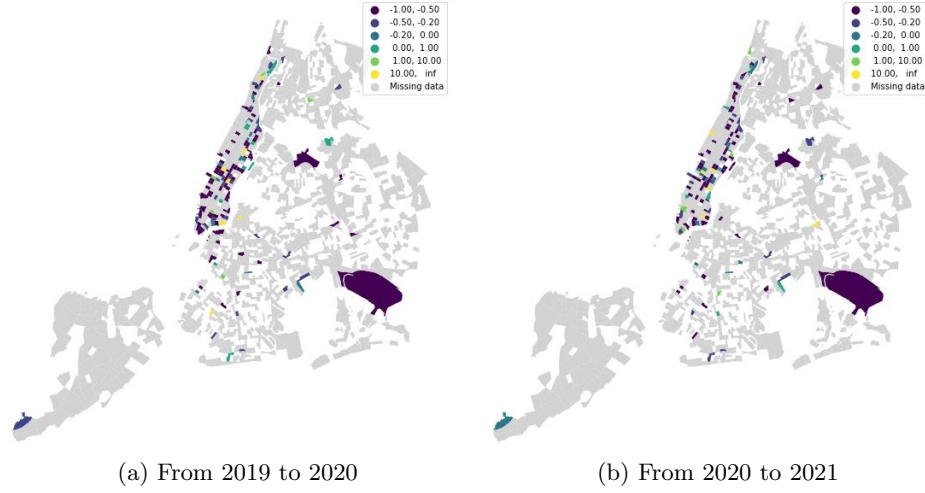 -1.00, -0.50
-0.50, -0.20
-0.20, 0.00
0.00, 1.00
1.00, 10.00
10.00, inf
Missing data
-1.00, -0.50
-0.50, -0.20
-0.20, 0.00
0.00, 1.00
1.00, 10.00
10.00, inf
Missing data
(a) From 2019 to 2020
(b) From 2020 to 2021